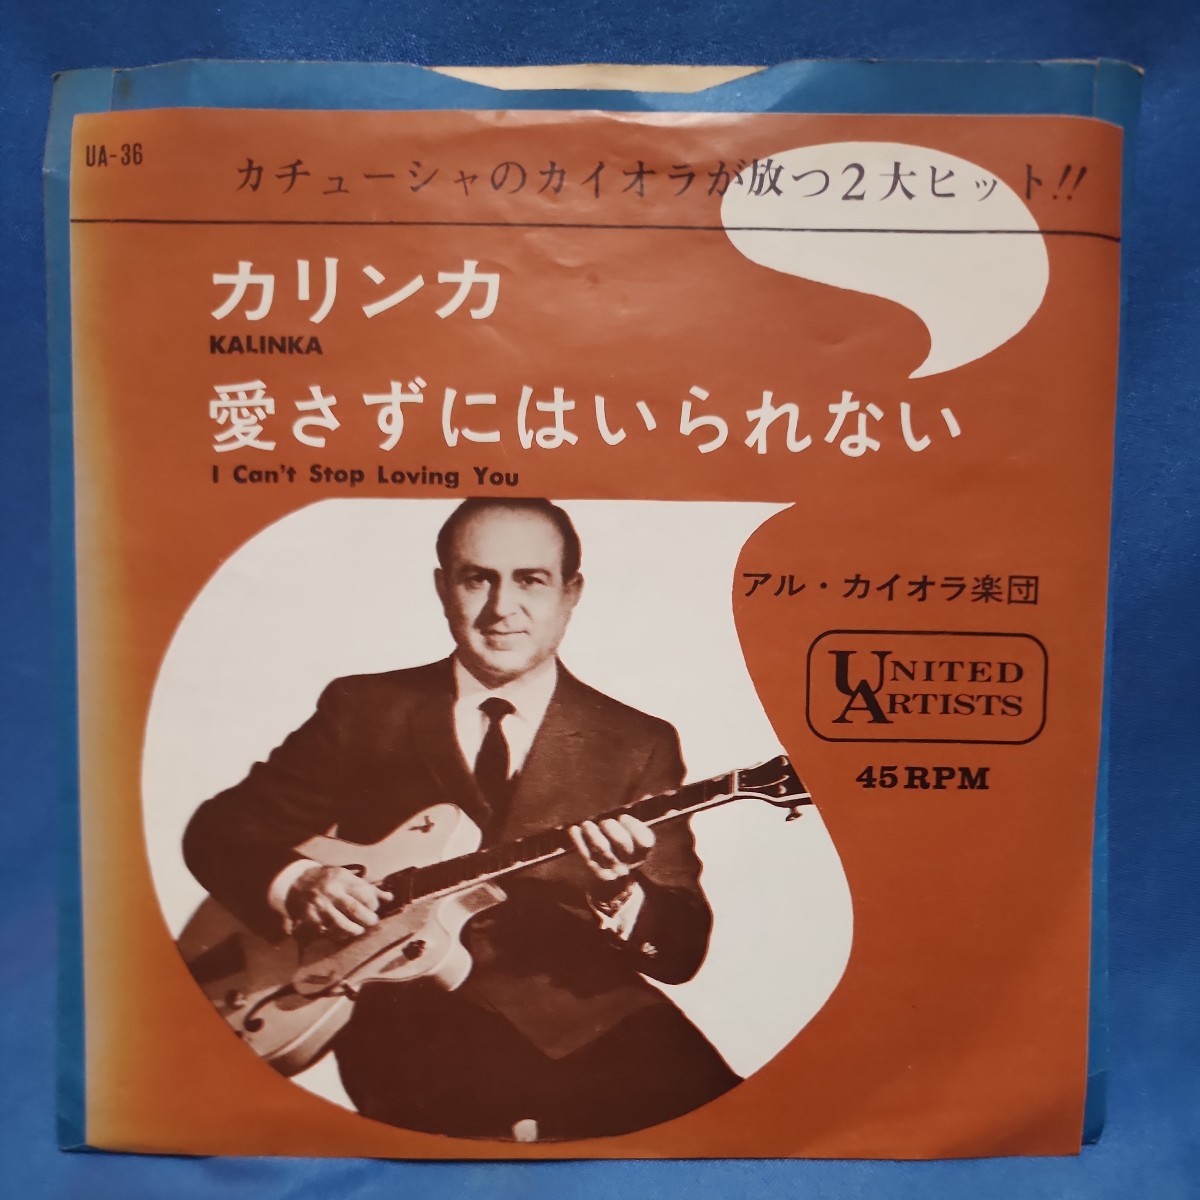 UA-36
カチューシャのカイオラが放つ2大ヒット!!
カリンカ
KALINKA
愛さずにはいられない
I Can't Stop Loving You
アル・カイオラ楽団
UNITED
ARTISTS
45RPM